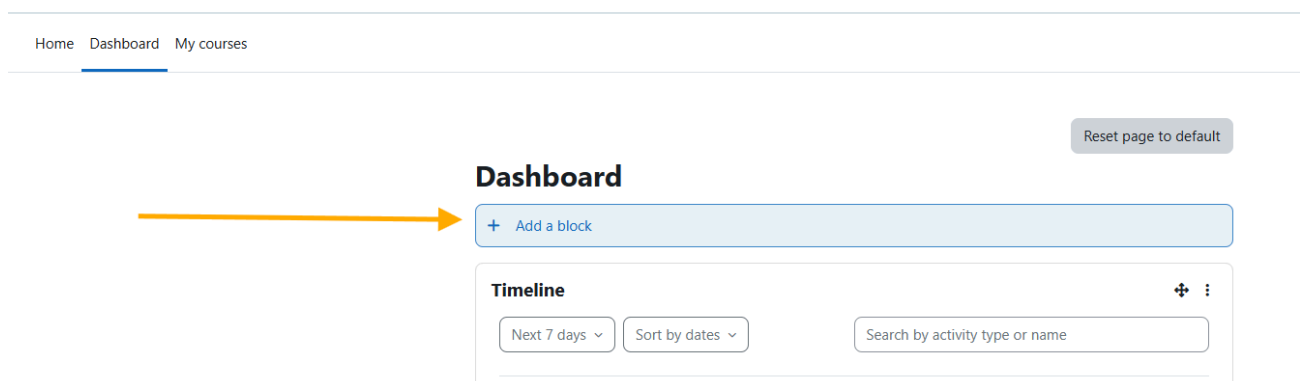 Home Dashboard My courses
Reset page to default
Dashboard
+ Add a block
Timeline
Next 7 days Sort by dates Search by activity type or name